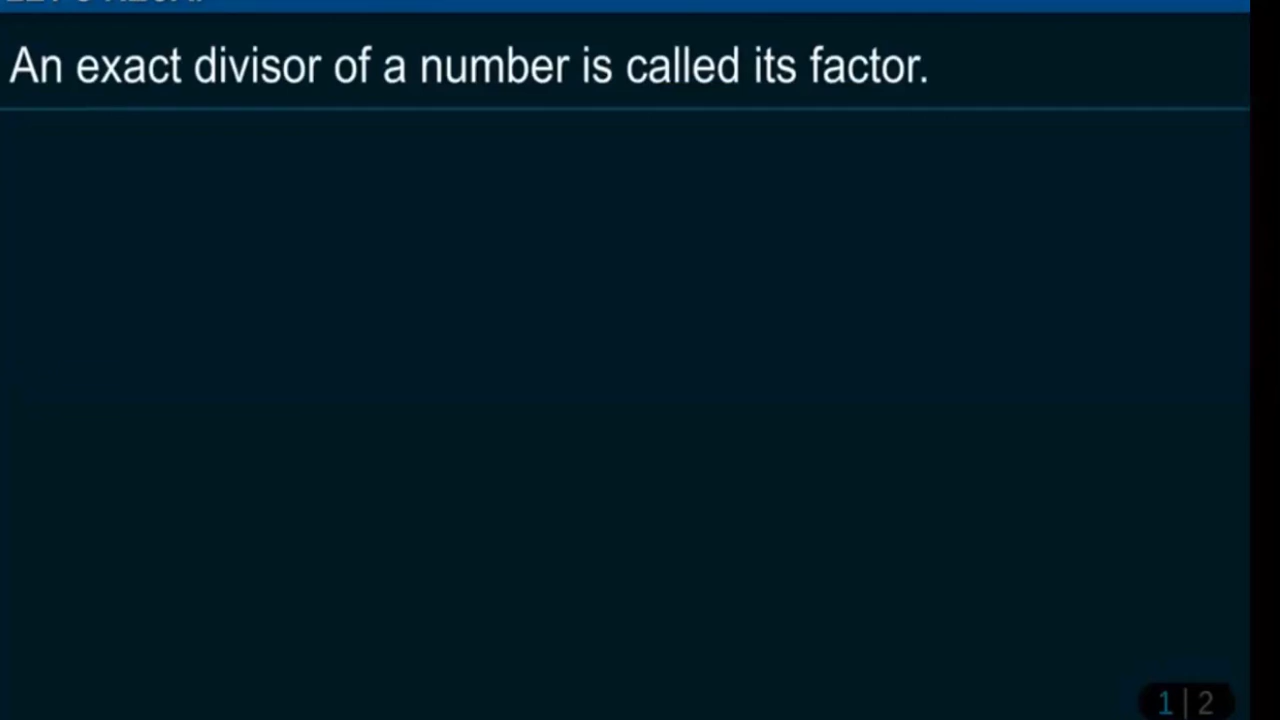 An exact divisor of a number is called its factor.
1 | 2